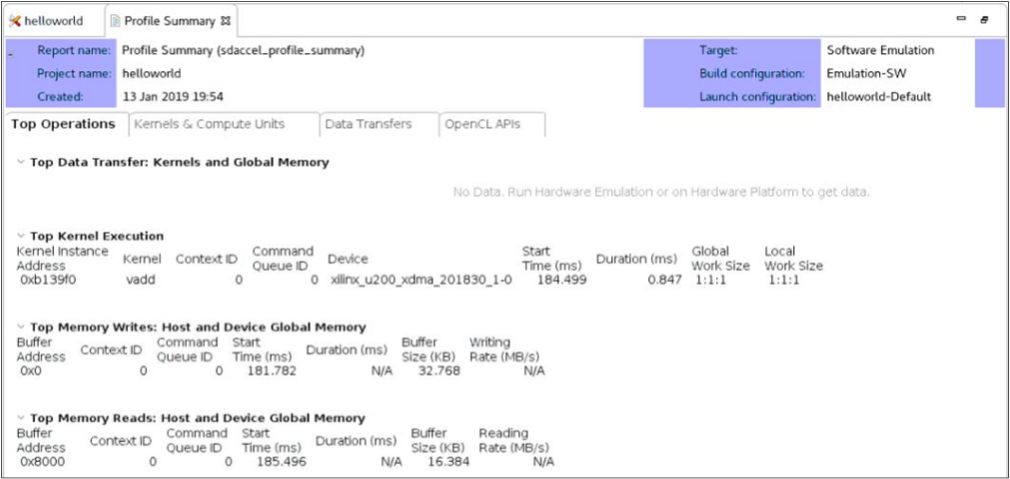 helloworld Profile Summary
Report name: Profile Summary (sdaccel_profile_summary) Target: Software Emulation
Project name: helloworld Build configuration: Emulation-SW
Created: 13 Jan 2019 19:54 Launch configuration: helloworld-Default
Top Operations Kernels & Compute Units Data Transfers OpenCL APIs
Top Data Transfer: Kernels and Global Memory
No Data. Run Hardware Emulation or on Hardware Platform to get data.
Top Kernel Execution
Kernel Instance Address Kernel Context ID Command Queue ID Device Start Time (ms) Duration (ms) Global Work Size Local Work Size
0xb139f0 vadd 0 0 xilinx_u200_xdma_201830_1-0 184.499 0.847 1:1:1 1:1:1
Top Memory Writes: Host and Device Global Memory
Buffer Address Context ID Command Queue ID Start Time (ms) Duration (ms) Buffer Size (KB) Writing Rate (MB/s)
0x0 0 0 181.782 N/A 32.768 N/A
Top Memory Reads: Host and Device Global Memory
Buffer Address Context ID Command Queue ID Start Time (ms) Duration (ms) Buffer Size (KB) Reading Rate (MB/s)
0x8000 0 0 185.496 N/A 16.384 N/A